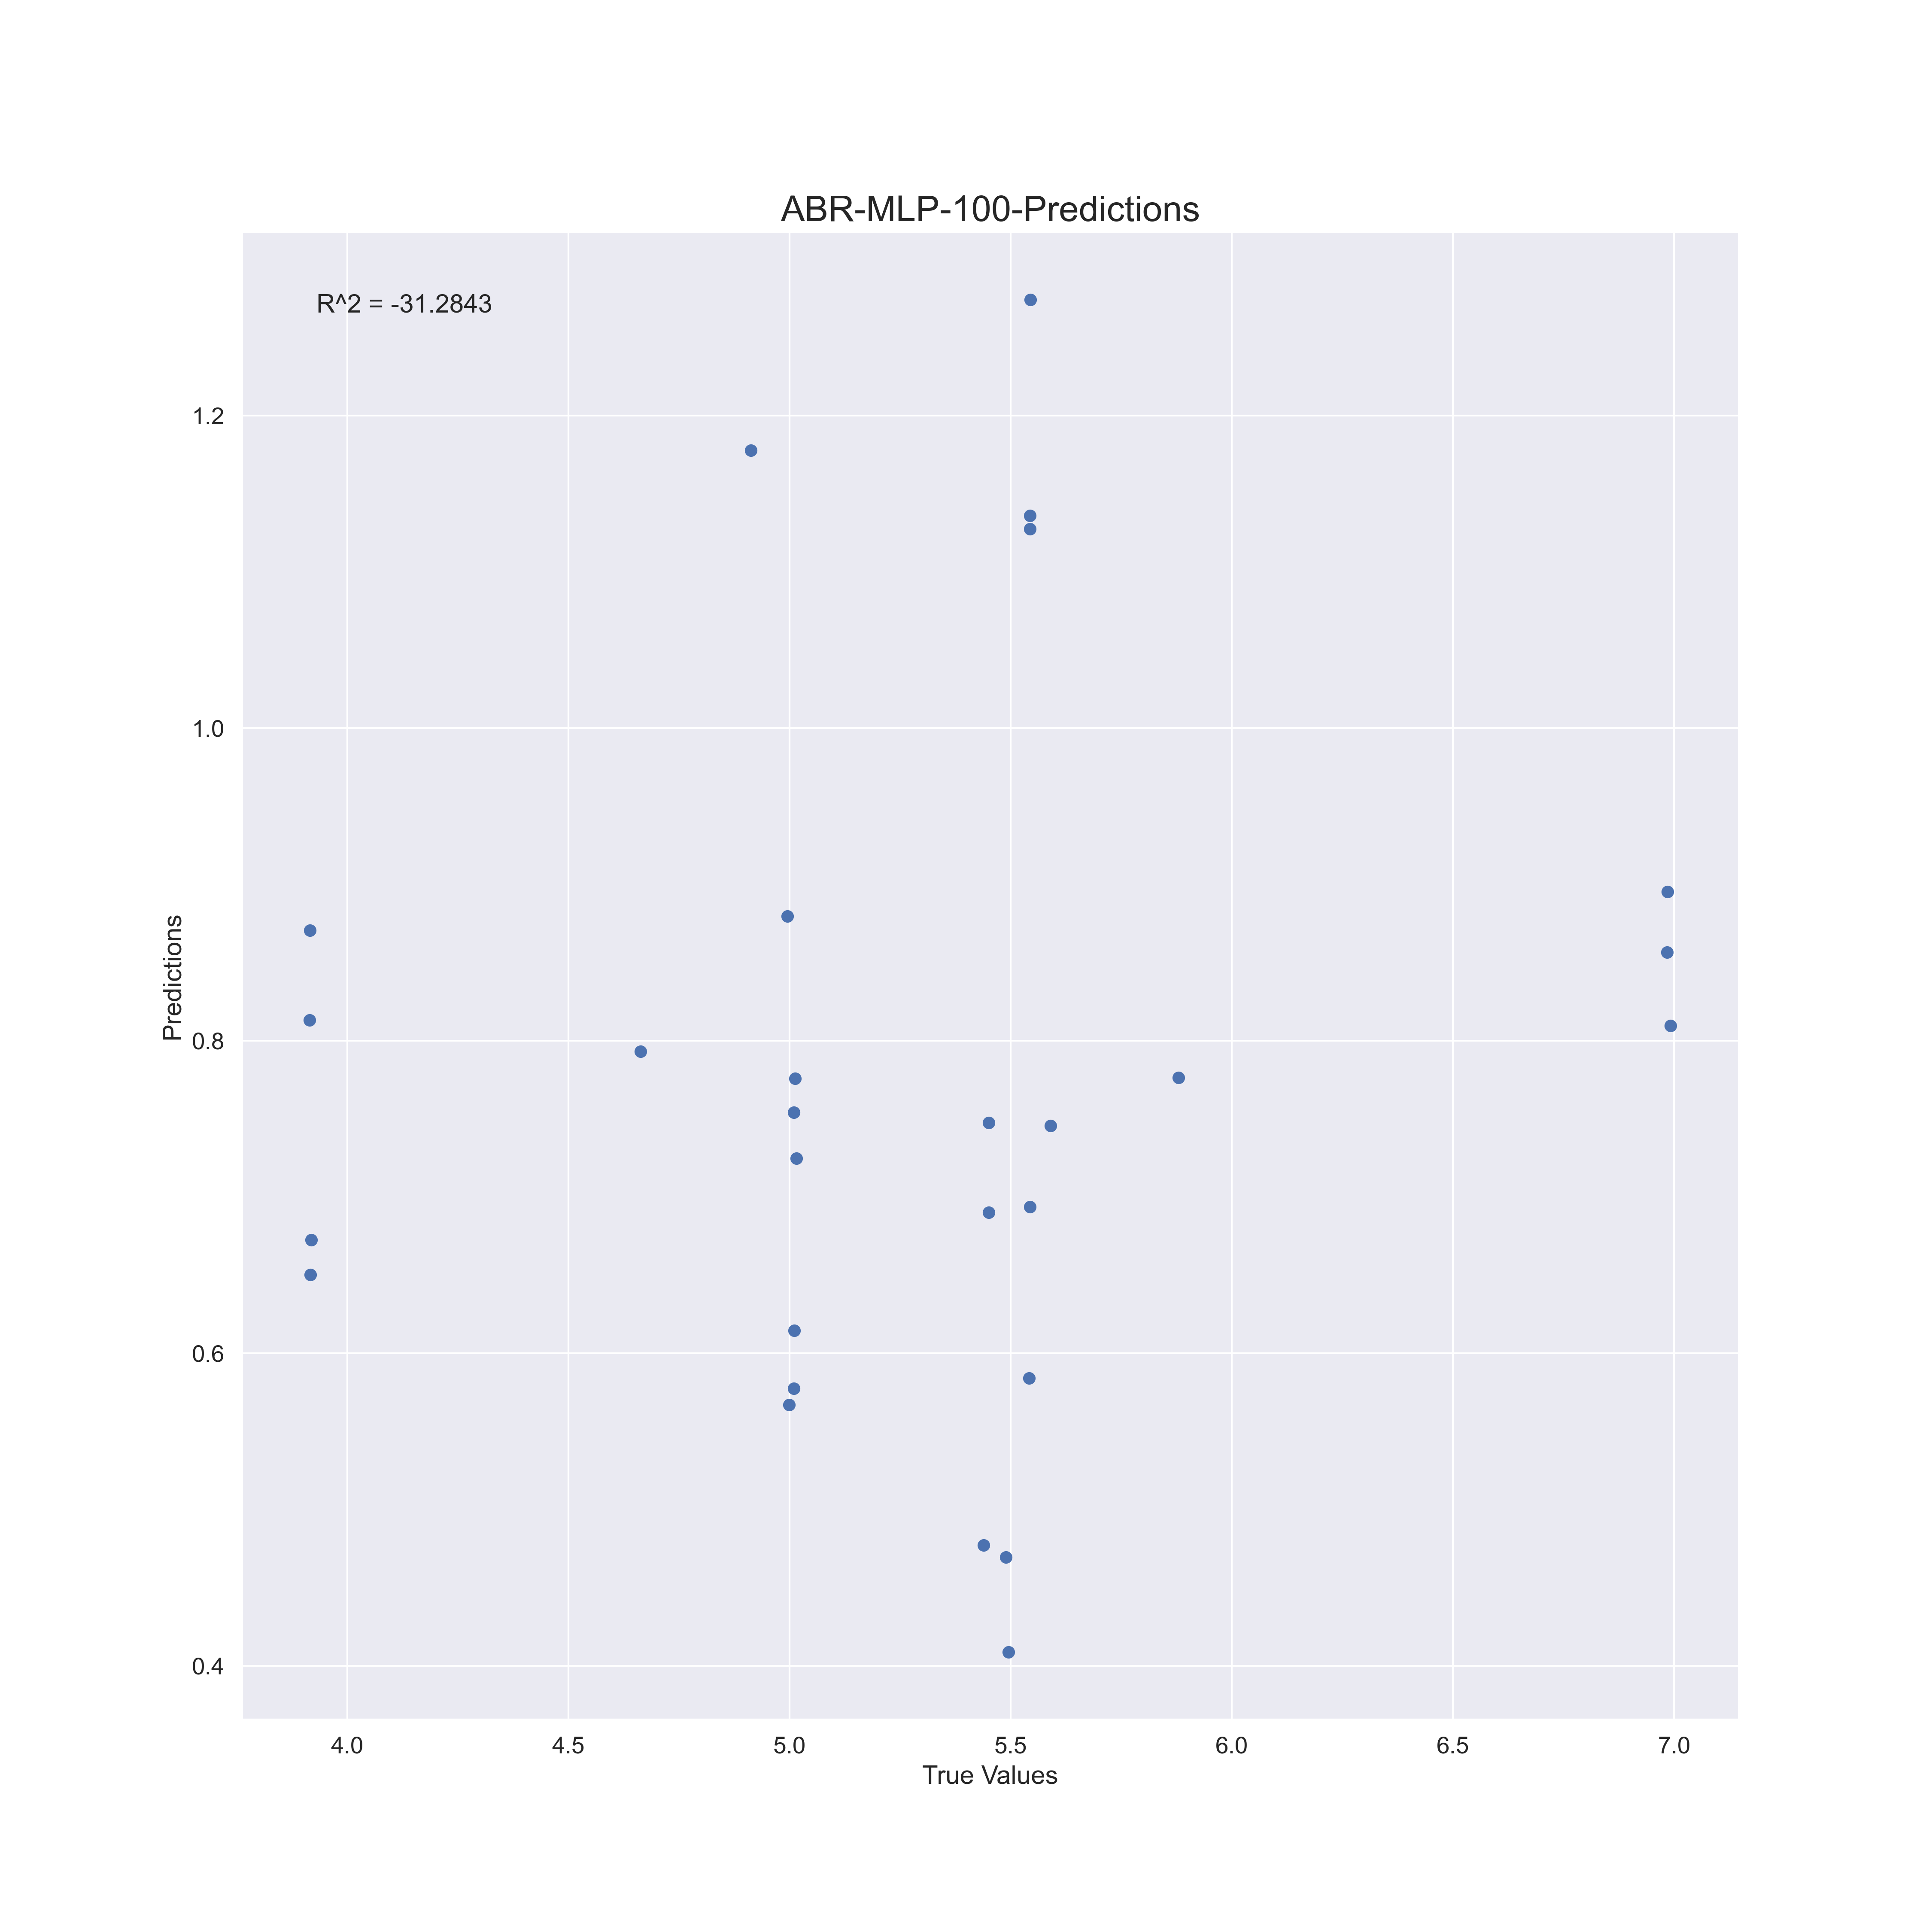 ABR-MLP-100-Predictions
R^2 = -31.2843
1.2
1.0
0.8
0.6
0.4
Predictions
4.0 4.5 5.0 5.5 6.0 6.5 7.0
True Values